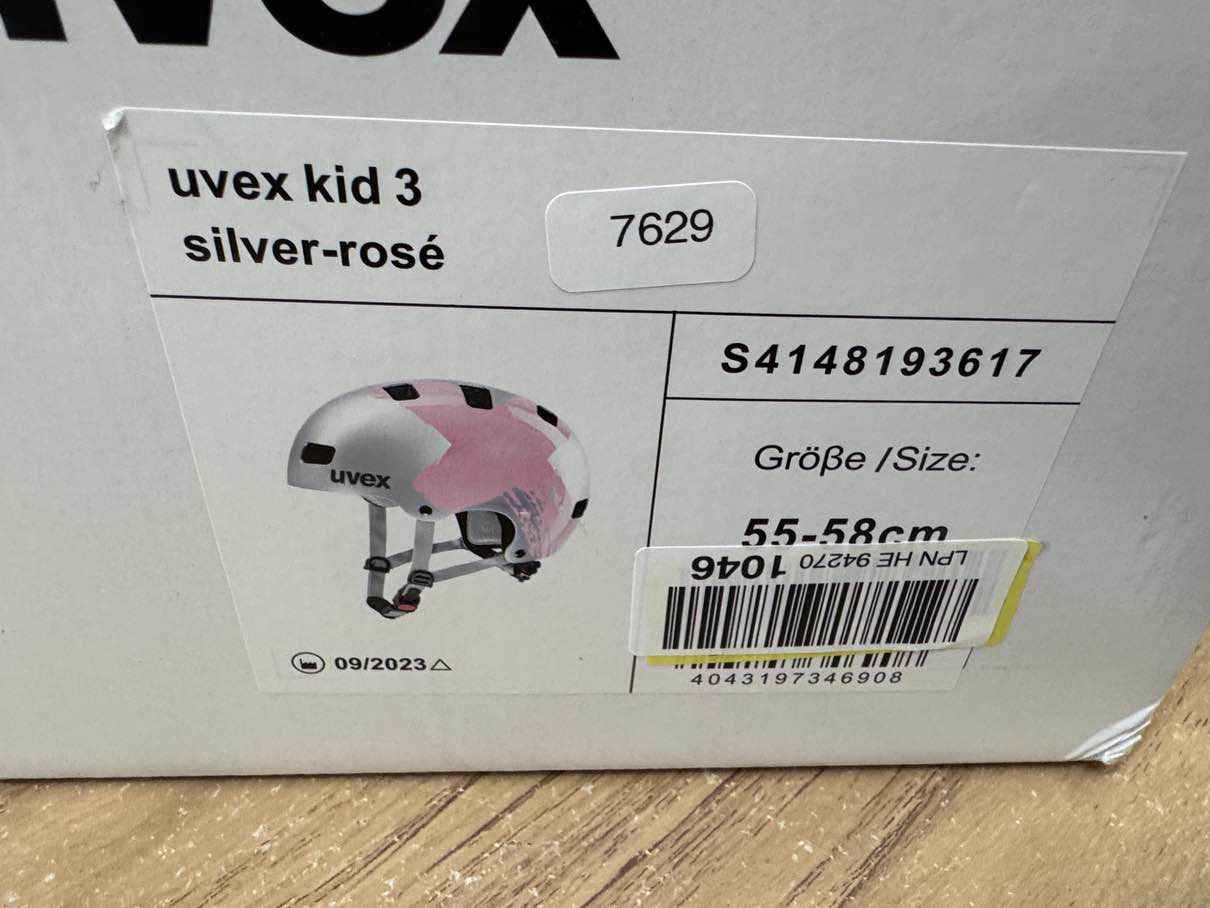 uvex kid 3
silver-rosé
7629
S4148193617
Größe /Size:
55-58cm
LPN HE 94270 1046
4043197346908
uvex
09/2023